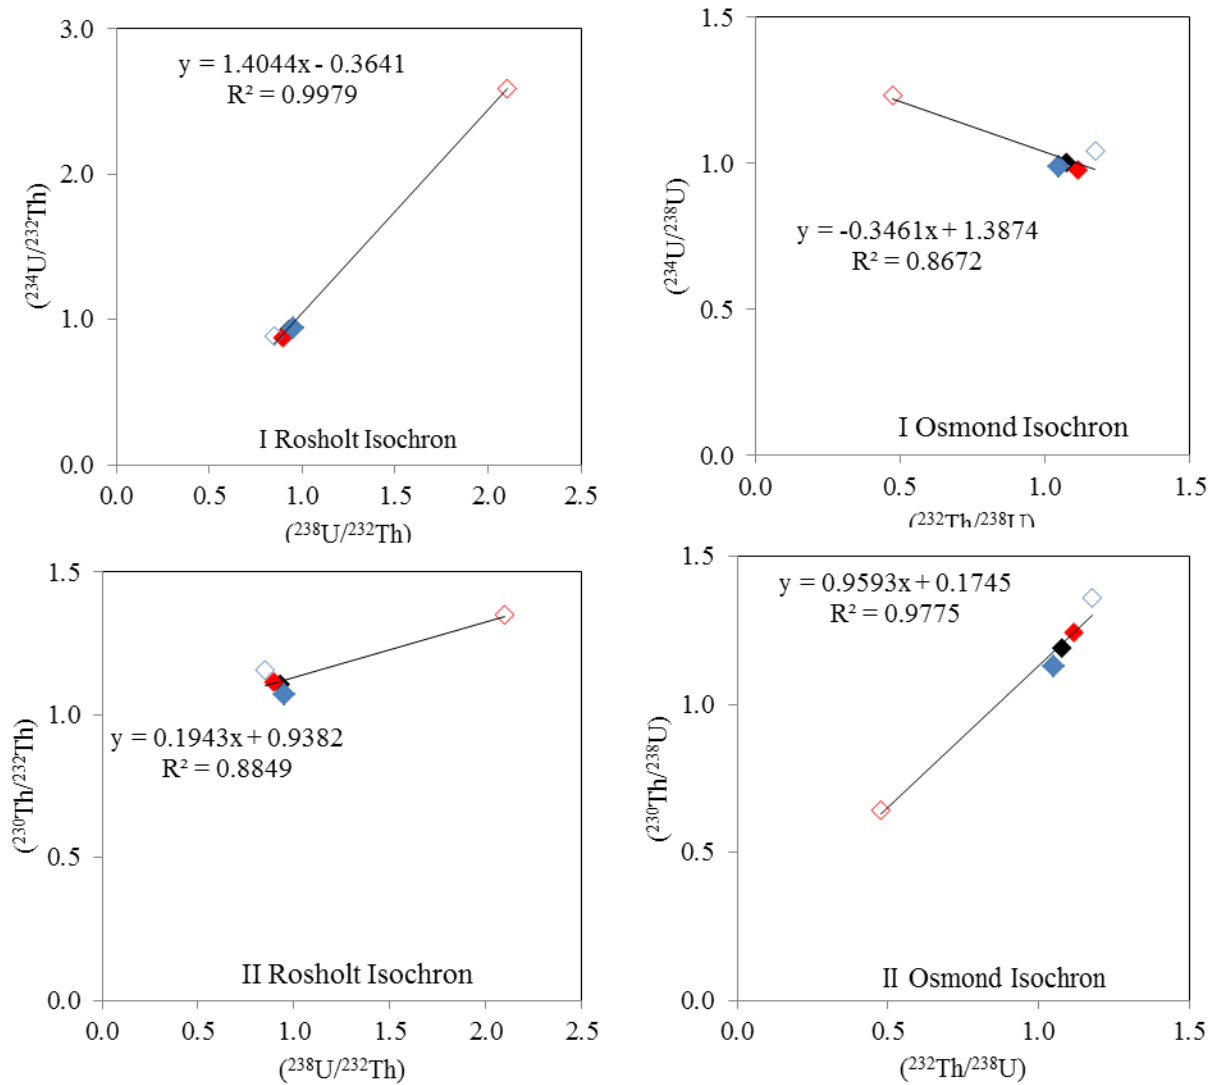 3.0
2.0
1.0
0.0
y = 1.4044x - 0.3641
R² = 0.9979
(²³⁴U/²³²Th)
I Rosholt Isochron
0.0 0.5 1.0 1.5 2.0 2.5
(²³⁸U/²³²Th)
1.5
1.0
0.5
0.0
(²³⁴U/²³⁸U)
y = -0.3461x + 1.3874
R² = 0.8672
I Osmond Isochron
0.0 0.5 1.0 1.5
(²³²Th/²³⁸U)
1.5
1.0
0.5
0.0
(²³⁰Th/²³²Th)
y = 0.1943x + 0.9382
R² = 0.8849
II Rosholt Isochron
0.0 0.5 1.0 1.5 2.0 2.5
(²³⁸U/²³²Th)
1.5
1.0
0.5
0.0
y = 0.9593x + 0.1745
R² = 0.9775
(²³⁰Th/²³⁸U)
II Osmond Isochron
0.0 0.5 1.0 1.5
(²³²Th/²³⁸U)